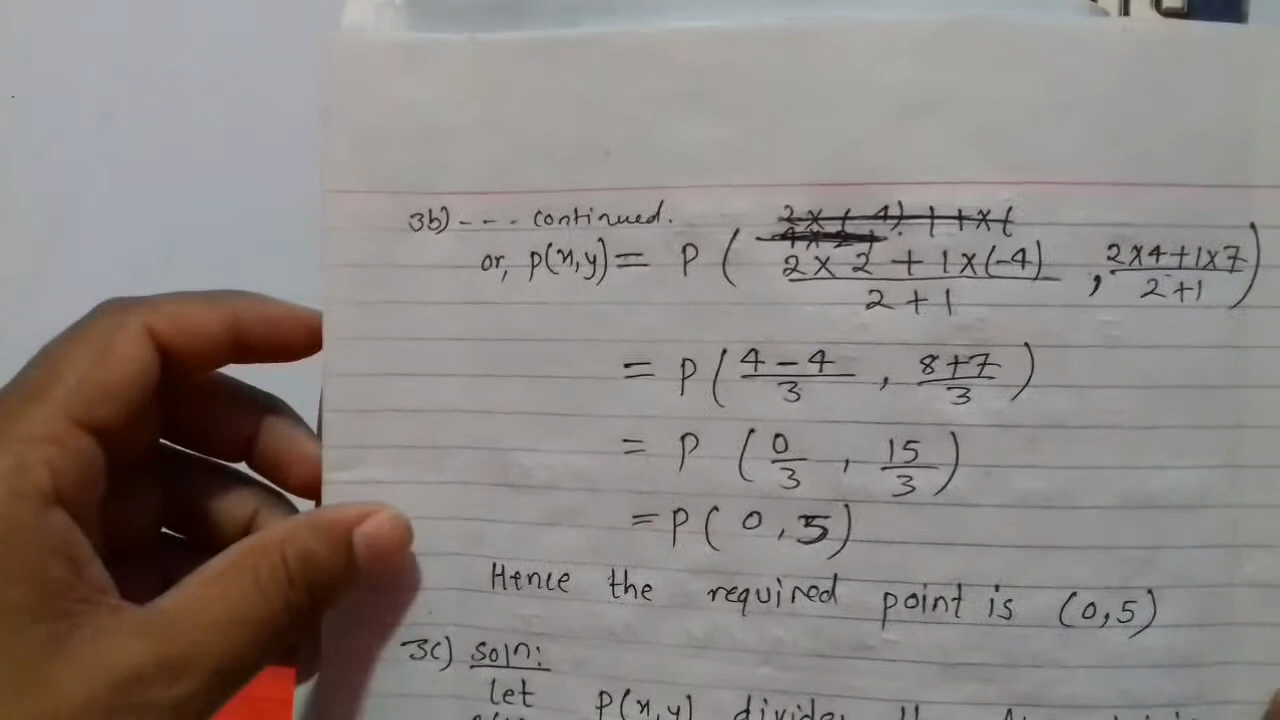 3b) - - - continued.
or, p(x,y) = P ( 2×2 + 1×(-4) / 2+1 , 2×4+1×7 / 2+1 )
= P ( 4-4 / 3 , 8+7 / 3 )
= P ( 0/3 , 15/3 )
= P ( 0,5)
Hence the required point is (0,5)
3c) Soln:
Let P(x,y) divides